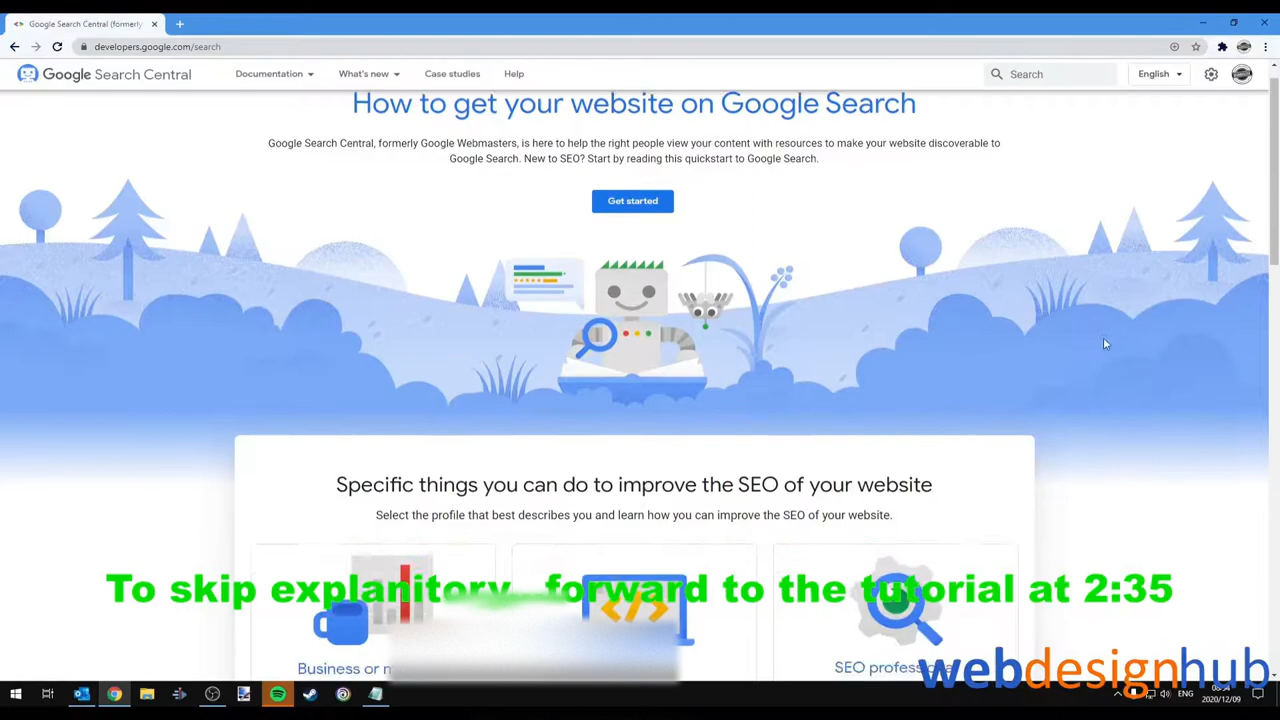 Google Search Central (formerly
developers.google.com/search
Google Search Central
Documentation
What's new
Case studies
Help
Search
English
How to get your website on Google Search
Google Search Central, formerly Google Webmasters, is here to help the right people view your content with resources to make your website discoverable to
Google Search. New to SEO? Start by reading this quickstart to Google Search.
Get started
Specific things you can do to improve the SEO of your website
Select the profile that best describes you and learn how you can improve the SEO of your website.
To skip explanitory, forward to the tutorial at 2:35
Business or
SEO
webdesignhub
ENG
2020/12/09